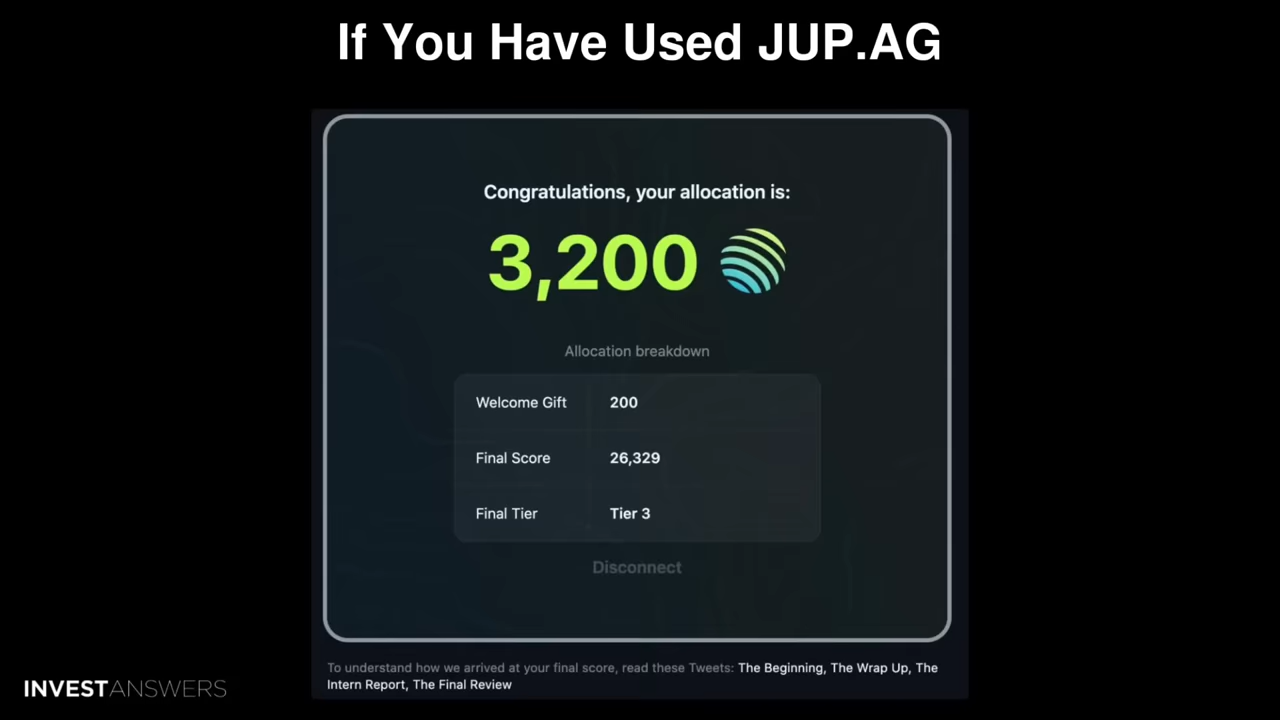 If You Have Used JUP.AG
Congratulations, your allocation is:
3,200
Allocation breakdown
Welcome Gift 200
Final Score 26,329
Final Tier Tier 3
Disconnect
To understand how we arrived at your final score, read these Tweets: The Beginning, The Wrap Up, The
Intern Report, The Final Review
INVESTANSWERS